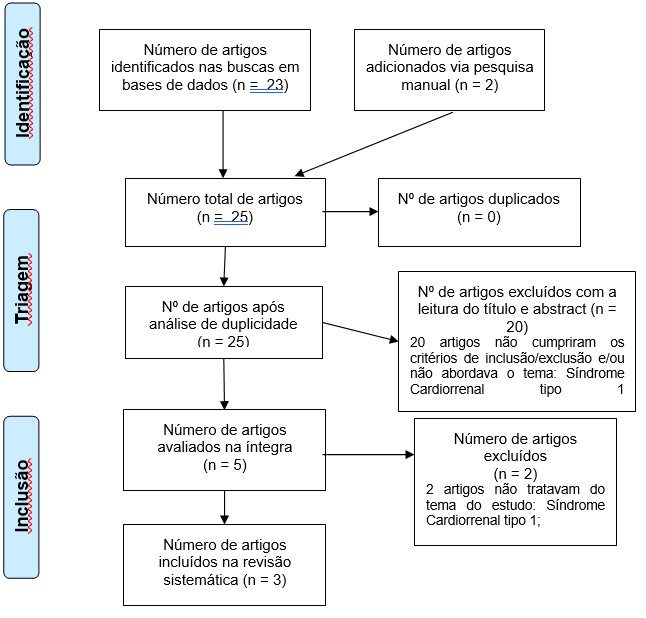 Identificação
Número de artigos
identificados nas buscas em
bases de dados (n = 23)
Número de artigos
adicionados via pesquisa
manual (n = 2)
Número total de artigos
(n = 25)
Nº de artigos duplicados
(n = 0)
Triagem
Nº de artigos após
análise de duplicidade
(n = 25)
Nº de artigos excluídos com a
leitura do título e abstract (n =
20)
20 artigos não cumpriram os
critérios de inclusão/exclusão e/ou
não abordava o tema: Síndrome
Cardiorrenal tipo 1
Inclusão
Número de artigos
avaliados na íntegra
(n = 5)
Número de artigos
excluídos
(n = 2)
2 artigos não tratavam do
tema do estudo: Síndrome
Cardiorrenal tipo 1;
Número de artigos
incluídos na revisão
sistemática (n = 3)